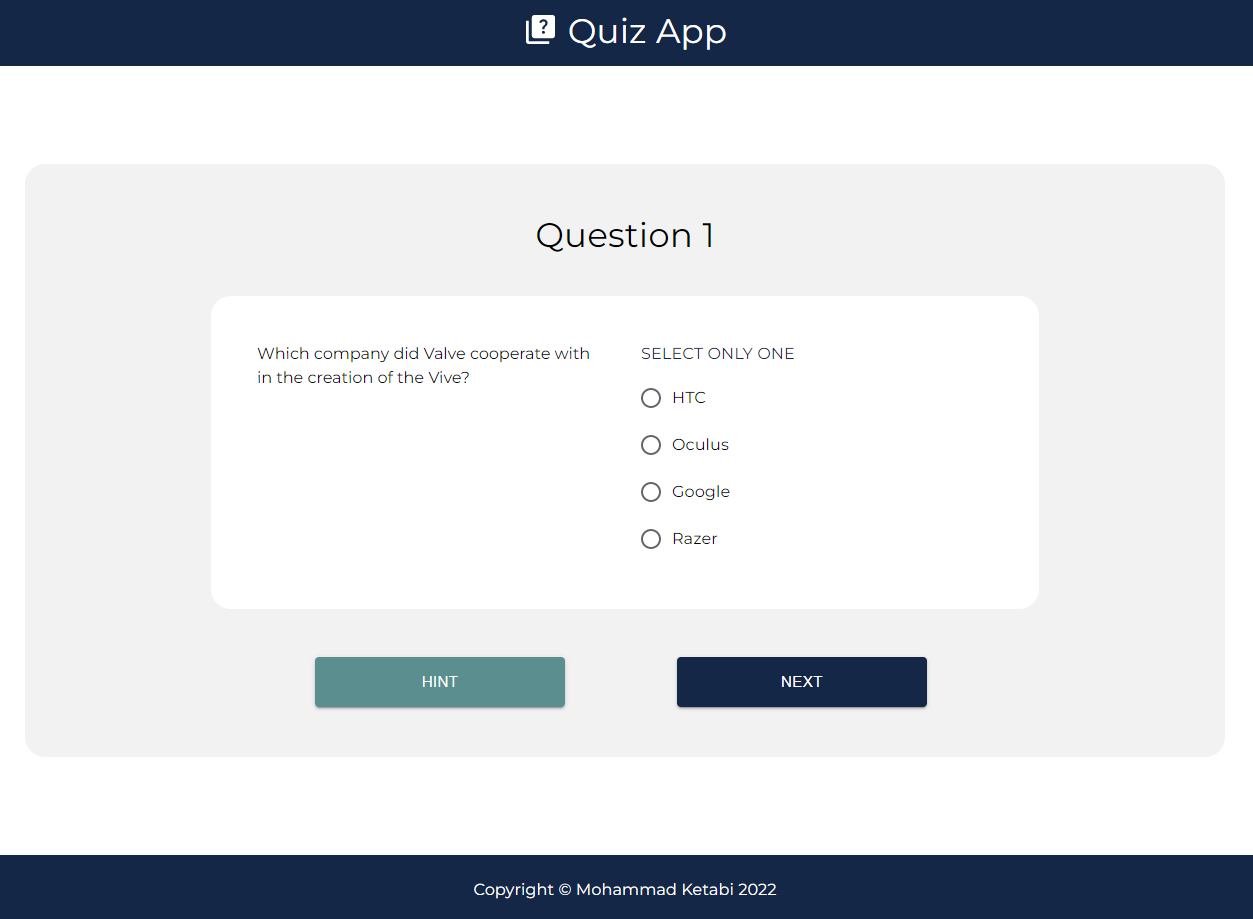 Quiz App
Question 1
Which company did Valve cooperate with
in the creation of the Vive?
SELECT ONLY ONE
HTC
Oculus
Google
Razer
HINT
NEXT
Copyright © Mohammad Ketabi 2022